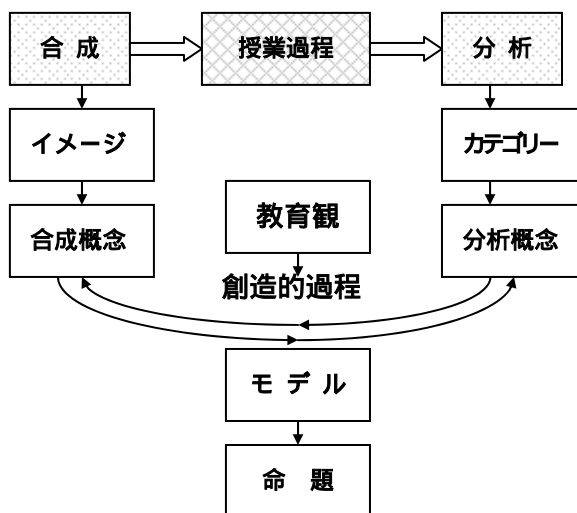 合 成
授業過程
分 析
イメージ
カテゴリー
教育観
合成概念
分析概念
創造的過程
モ デ ル
命 題